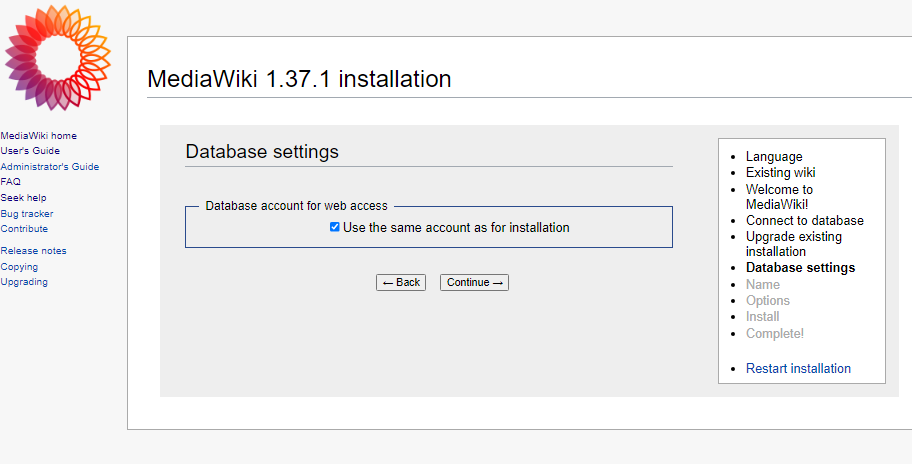 MediaWiki home
User's Guide
Administrator's Guide
FAQ
Seek help
Bug tracker
Contribute
Release notes
Copying
Upgrading
MediaWiki 1.37.1 installation
Database settings
Database account for web access
Use the same account as for installation
← Back
Continue →
Language
Existing wiki
Welcome to
MediaWiki!
Connect to database
Upgrade existing
installation
Database settings
Name
Options
Install
Complete!
Restart installation